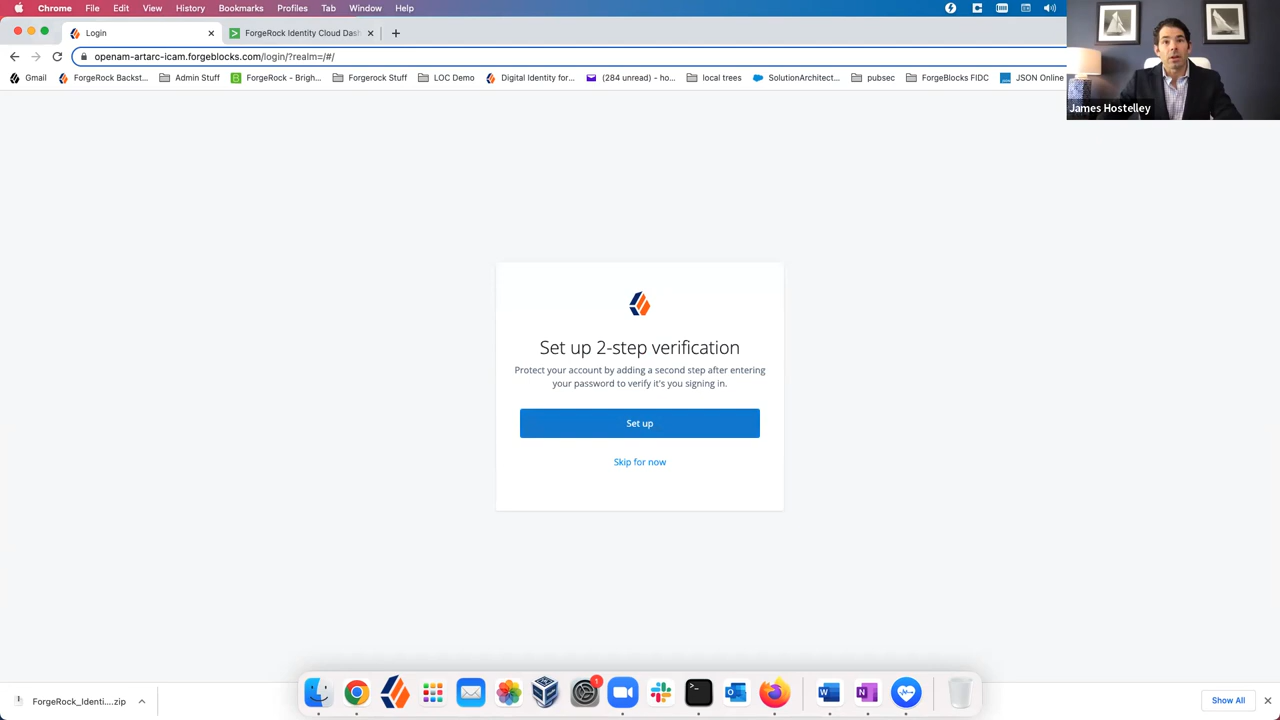 Chrome File Edit View History Bookmarks Profiles Tab Window Help
Login
ForgeRock Identity Cloud Dash
openam-artarc-icam.forgeblocks.com/login/?realm=/#/
Gmail ForgeRock Backst... Admin Stuff ForgeRock - Brigh... Forgerock Stuff LOC Demo Digital Identity for... (284 unread) - ho... local trees SolutionArchitect... pubsec ForgeBlocks FIDC JSON Online
James Hostelley
Set up 2-step verification
Protect your account by adding a second step after entering
your password to verify it's you signing in.
Set up
Skip for now
1
ForgeRock_Identi....zip
Show All